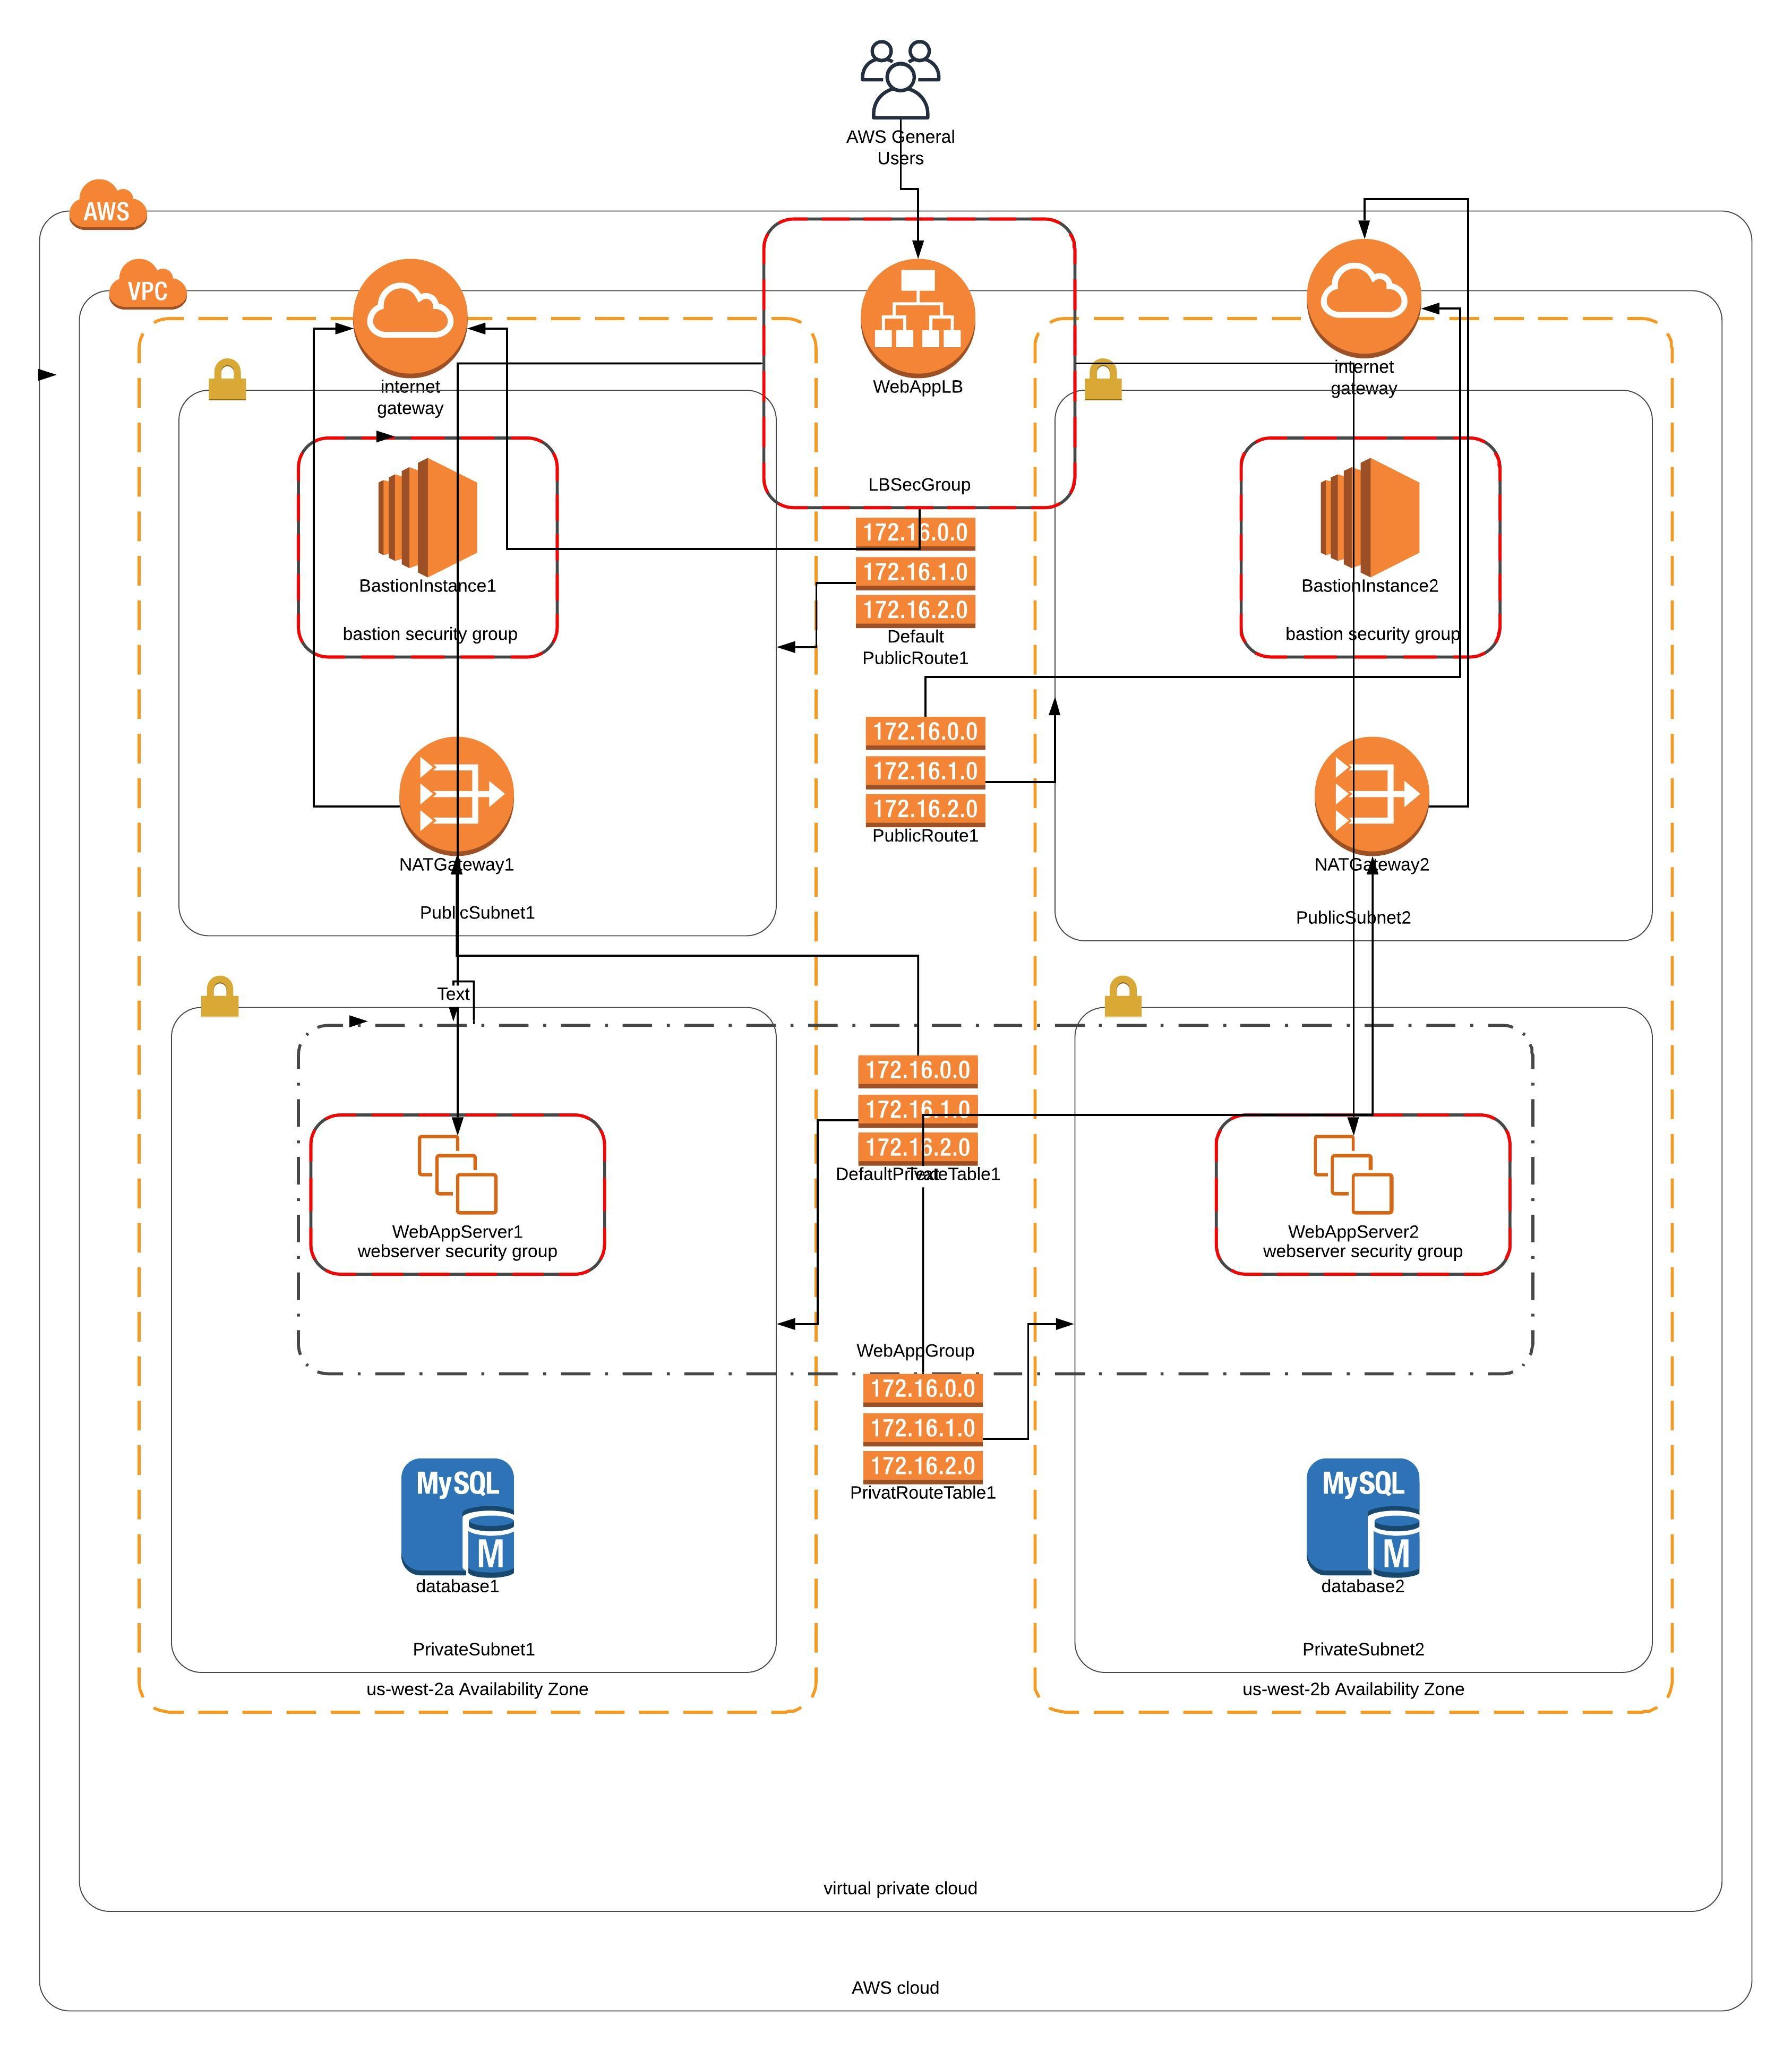 AWS General
Users
AWS
VPC
internet
gateway
WebAppLB
internet
gateway
LBSecGroup
BastionInstance1
bastion security group
172.16.0.0
172.16.1.0
172.16.2.0
Default
PublicRoute1
BastionInstance2
bastion security group
172.16.0.0
172.16.1.0
172.16.2.0
PublicRoute1
NATGateway1
PublicSubnet1
NATGateway2
PublicSubnet2
Text
172.16.0.0
172.16.1.0
172.16.2.0
DefaultPrivateTable1
Text
WebAppServer1
webserver security group
WebAppServer2
webserver security group
WebAppGroup
172.16.0.0
172.16.1.0
172.16.2.0
PrivatRouteTable1
MySQL
M
database1
MySQL
M
database2
PrivateSubnet1
PrivateSubnet2
us-west-2a Availability Zone
us-west-2b Availability Zone
virtual private cloud
AWS cloud